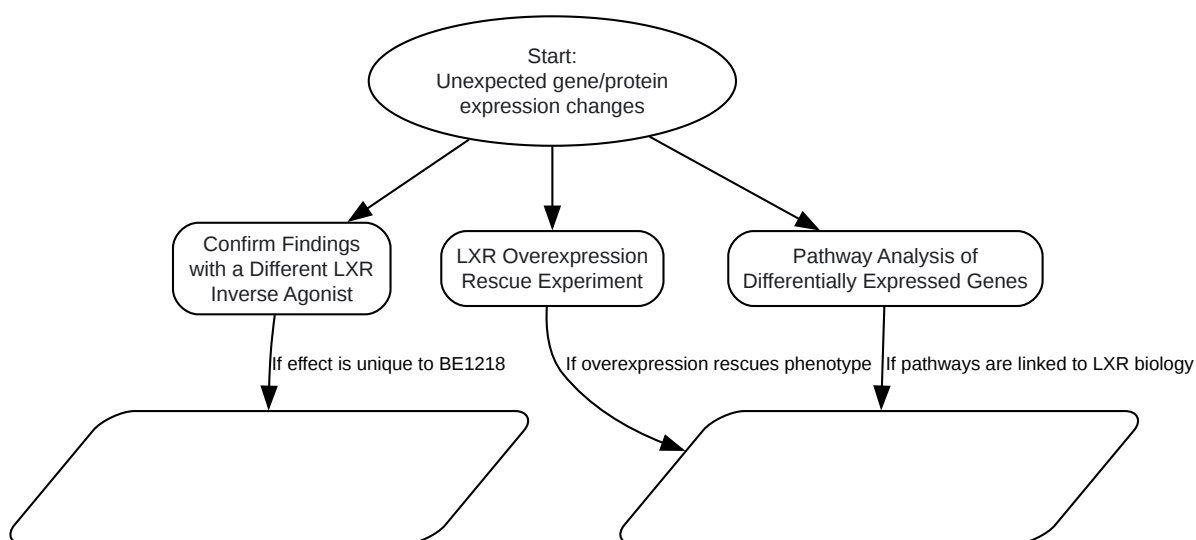 Start:
Unexpected gene/protein
expression changes
Confirm Findings
with a Different LXR
Inverse Agonist
LXR Overexpression
Rescue Experiment
Pathway Analysis of
Differentially Expressed Genes
If effect is unique to BE1218
If overexpression rescues phenotype
If pathways are linked to LXR biology